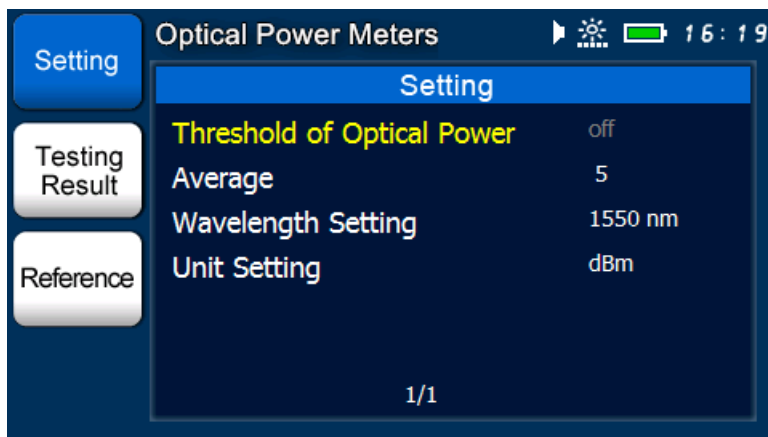 Setting
Testing
Result
Reference
Optical Power Meters
16:19
Setting
Threshold of Optical Power off
Average 5
Wavelength Setting 1550 nm
Unit Setting dBm
1/1